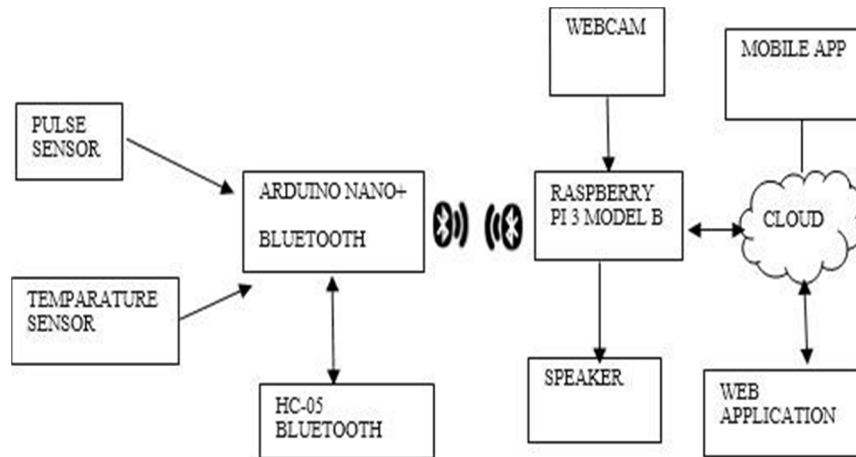 WEBCAM
MOBILE APP
PULSE
SENSOR
ARDUINO NANO+
BLUETOOTH
RASPBERRY
PI 3 MODEL B
CLOUD
TEMPARATURE
SENSOR
HC-05
BLUETOOTH
SPEAKER
WEB
APPLICATION